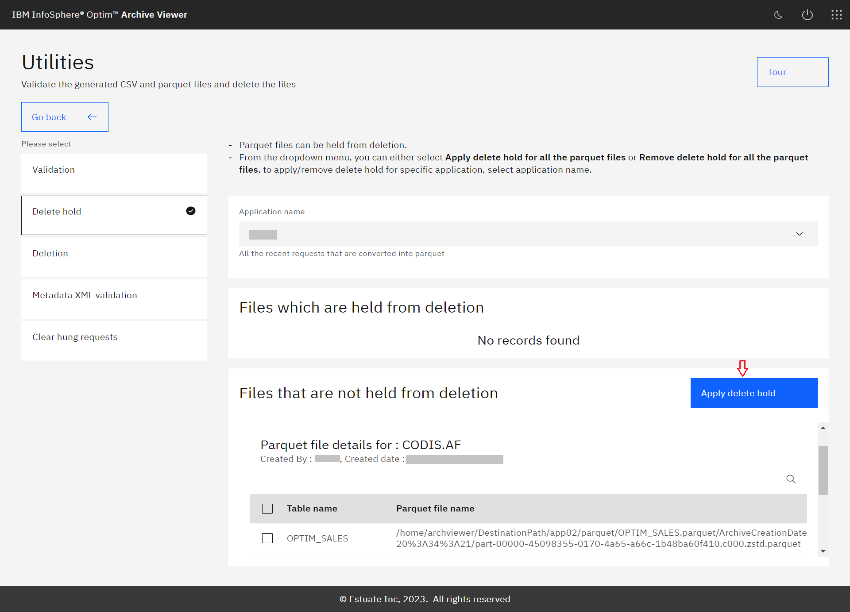 IBM InfoSphere® Optim™ Archive Viewer
Utilities
Validate the generated CSV and parquet files and delete the files
Tour
Go back
Please select
Validation
Delete hold
Deletion
Metadata XML validation
Clear hung requests
- Parquet files can be held from deletion.
- From the dropdown menu, you can either select Apply delete hold for all the parquet files or Remove delete hold for all the parquet
files, to apply/remove delete hold for specific application, select application name.
Application name
All the recent requests that are converted into parquet
Files which are held from deletion
No records found
Files that are not held from deletion
Apply delete hold
Parquet file details for : CODIS.AF
Created By : , Created date :
Table name Parquet file name
OPTIM_SALES /home/archviewer/DestinationPath/app02/parquet/OPTIM_SALES.parquet/ArchiveCreationDate
20%3A34%3A21/part-00000-45098355-0170-4a65-a66c-1b48ba60f410.c000.zstd.parquet
© Estuate Inc, 2023. All rights reserved